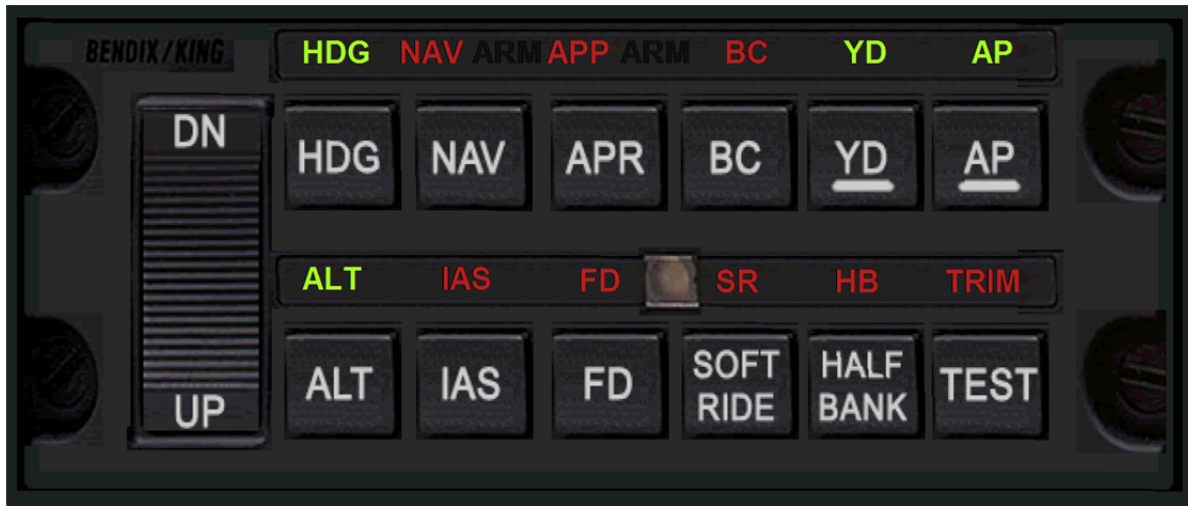 BENDIX/KING HDG NAV ARM APP ARM BC YD AP
DN
HDG NAV APR BC YD AP
ALT IAS FD SR HB TRIM
UP
ALT IAS FD SOFT RIDE HALF BANK TEST